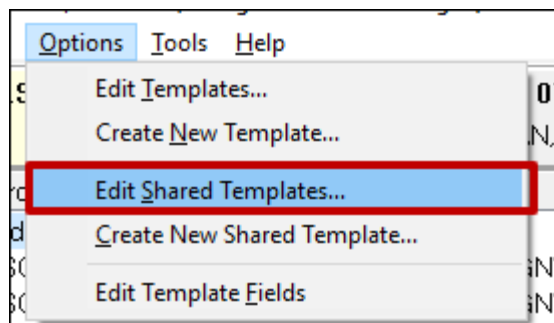 Options Tools Help
Edit Templates...
Create New Template...
Edit Shared Templates...
Create New Shared Template...
Edit Template Fields